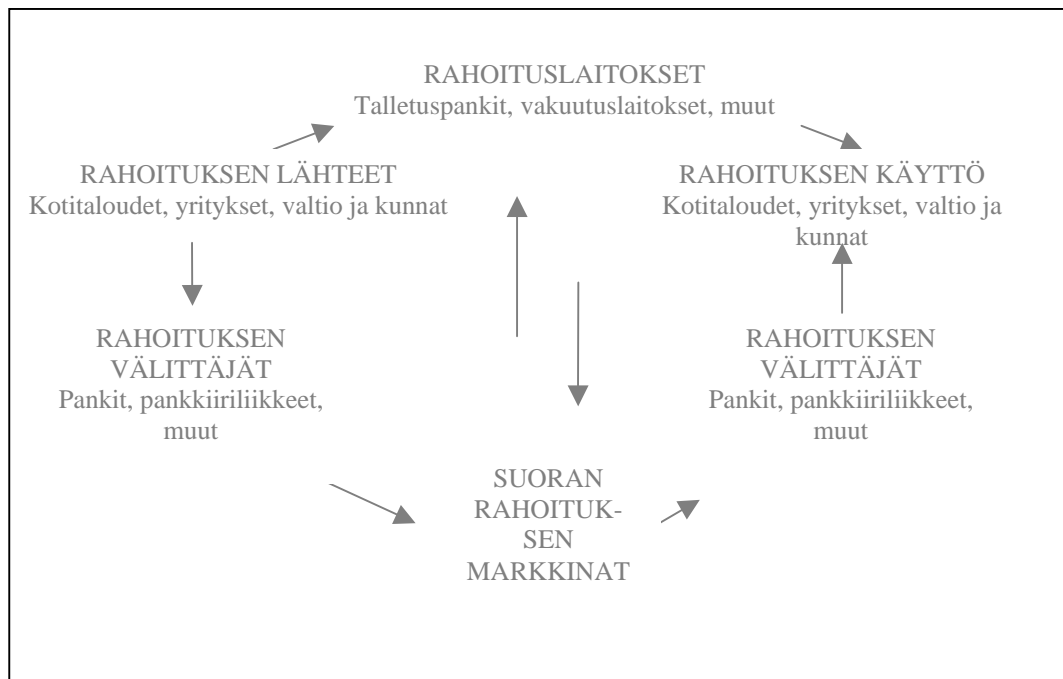 RAHOITUSLAITOKSET
Talletuspankit, vakuutuslaitokset, muut
RAHOITUKSEN LÄHTEET
Kotitaloudet, yritykset, valtio ja kunnat
RAHOITUKSEN KÄYTTÖ
Kotitaloudet, yritykset, valtio ja
kunnat
RAHOITUKSEN
VÄLITTÄJÄT
Pankit, pankkiiriliikkeet,
muut
RAHOITUKSEN
VÄLITTÄJÄT
Pankit, pankkiiriliikkeet,
muut
SUORAN
RAHOITUK-
SEN
MARKKINAT